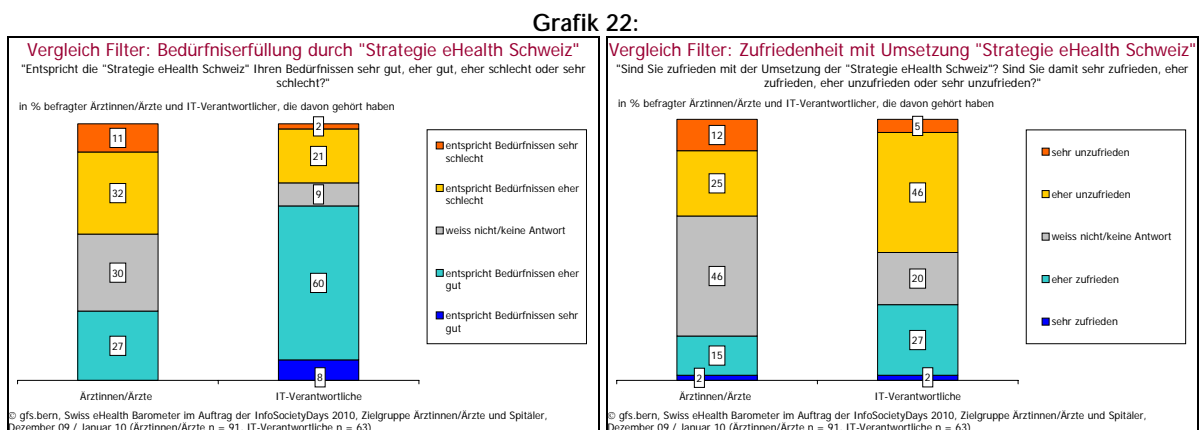 Grafik 22:
Vergleich Filter: Bedürfniserfüllung durch "Strategie eHealth Schweiz"
"Entspricht die "Strategie eHealth Schweiz" Ihren Bedürfnissen sehr gut, eher gut, eher schlecht oder sehr
schlecht?"
in % befragter Ärztinnen/Ärzte und IT-Verantwortlicher, die davon gehört haben
11
32
30
27
2
21
9
60
8
Ärztinnen/Ärzte
IT-Verantwortliche
entspricht Bedürfnissen sehr
schlecht
entspricht Bedürfnissen eher
schlecht
weiss nicht/keine Antwort
entspricht Bedürfnissen eher
gut
entspricht Bedürfnissen sehr
gut
© gfs.bern, Swiss eHealth Barometer im Auftrag der InfoSocietyDays 2010, Zielgruppe Ärztinnen/Ärzte und Spitäler,
Dezember 09 / Januar 10 (Ärztinnen/Ärzte n = 91, IT-Verantwortliche n = 63)
Vergleich Filter: Zufriedenheit mit Umsetzung "Strategie eHealth Schweiz"
"Sind Sie zufrieden mit der Umsetzung der "Strategie eHealth Schweiz"? Sind Sie damit sehr zufrieden, eher
zufrieden, eher unzufrieden oder sehr unzufrieden?"
in % befragter Ärztinnen/Ärzte und IT-Verantwortlicher, die davon gehört haben
12
25
46
15
2
5
46
20
27
2
Ärztinnen/Ärzte
IT-Verantwortliche
sehr unzufrieden
eher unzufrieden
weiss nicht/keine Antwort
eher zufrieden
sehr zufrieden
© gfs.bern, Swiss eHealth Barometer im Auftrag der InfoSocietyDays 2010, Zielgruppe Ärztinnen/Ärzte und Spitäler,
Dezember 09 / Januar 10 (Ärztinnen/Ärzte n = 91, IT-Verantwortliche n = 63)